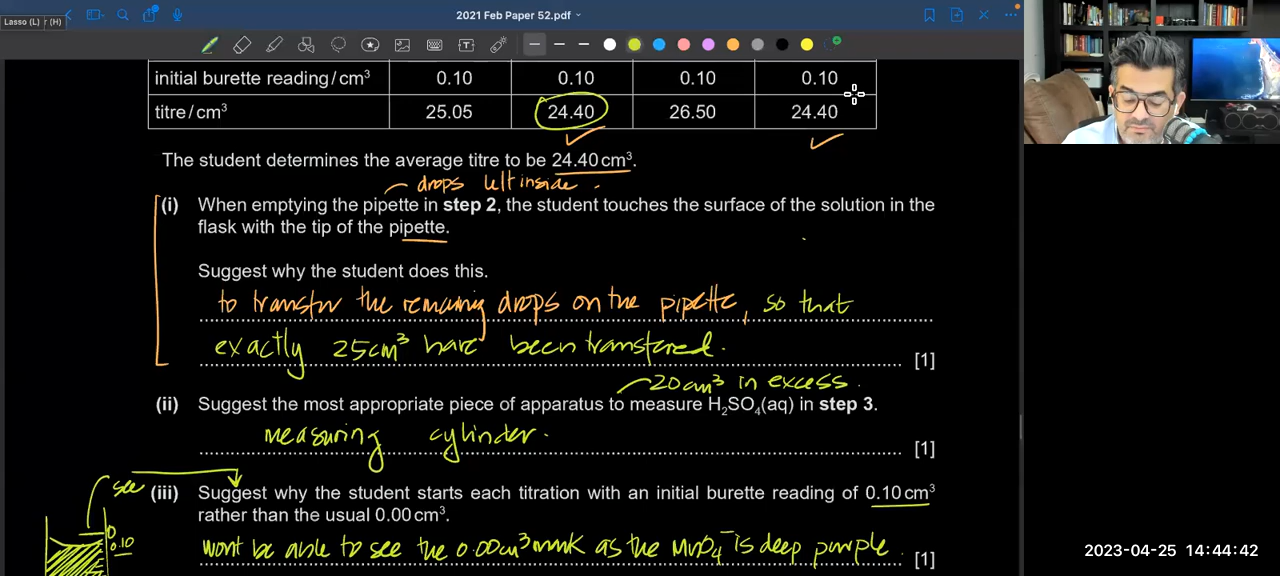 Lasso (L)
(H)
2021 Feb Paper 52.pdf
initial burette reading / cm³ 0.10 0.10 0.10 0.10
titre / cm³ 25.05 24.40 26.50 24.40
The student determines the average titre to be 24.40 cm³.
drops left inside.
(i) When emptying the pipette in step 2, the student touches the surface of the solution in the
flask with the tip of the pipette.
Suggest why the student does this.
to transfer the remaining drops on the pipette, so that
exactly 25cm³ have been transfered.
[1]
20cm³ in excess.
(ii) Suggest the most appropriate piece of apparatus to measure H₂SO₄(aq) in step 3.
measuring cylinder.
[1]
see
(iii) Suggest why the student starts each titration with an initial burette reading of 0.10 cm³
rather than the usual 0.00 cm³.
0
0.10
wont be able to see the 0.00cm³ mark as the MnO₄⁻ is deep purple.
[1]
2023-04-25 14:44:42